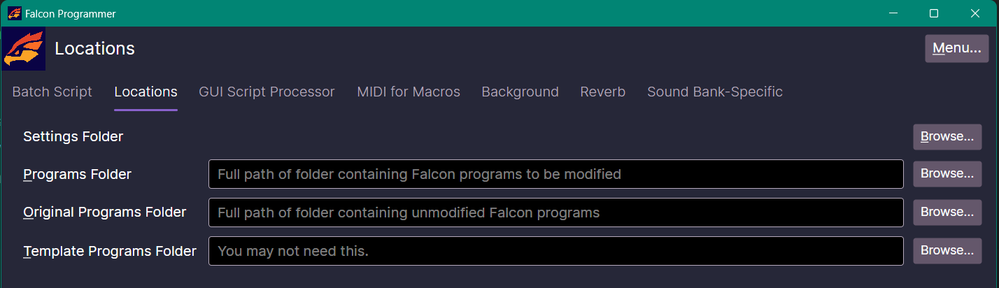 Falcon Programmer
Locations
Menu...
Batch Script Locations GUI Script Processor MIDI for Macros Background Reverb Sound Bank-Specific
Settings Folder Browse...
Programs Folder Full path of folder containing Falcon programs to be modified Browse...
Original Programs Folder Full path of folder containing unmodified Falcon programs Browse...
Template Programs Folder You may not need this. Browse...